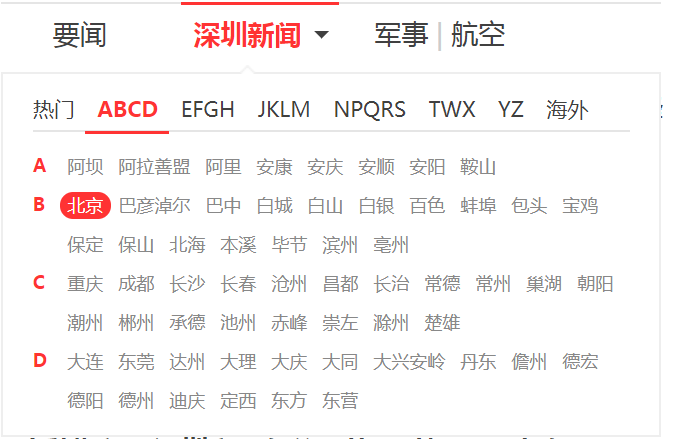 要闻 深圳新闻 军事 | 航空
热门 ABCD EFGH JKLM NPQRS TWX YZ 海外
A 阿坝 阿拉善盟 阿里 安康 安庆 安顺 安阳 鞍山
B 北京 巴彦淖尔 巴中 白城 白山 白银 百色 蚌埠 包头 宝鸡
保定 保山 北海 本溪 毕节 滨州 亳州
C 重庆 成都 长沙 长春 沧州 昌都 长治 常德 常州 巢湖 朝阳
潮州 郴州 承德 池州 赤峰 崇左 滁州 楚雄
D 大连 东莞 达州 大理 大庆 大同 大兴安岭 丹东 儋州 德宏
德阳 德州 迪庆 定西 东方 东营